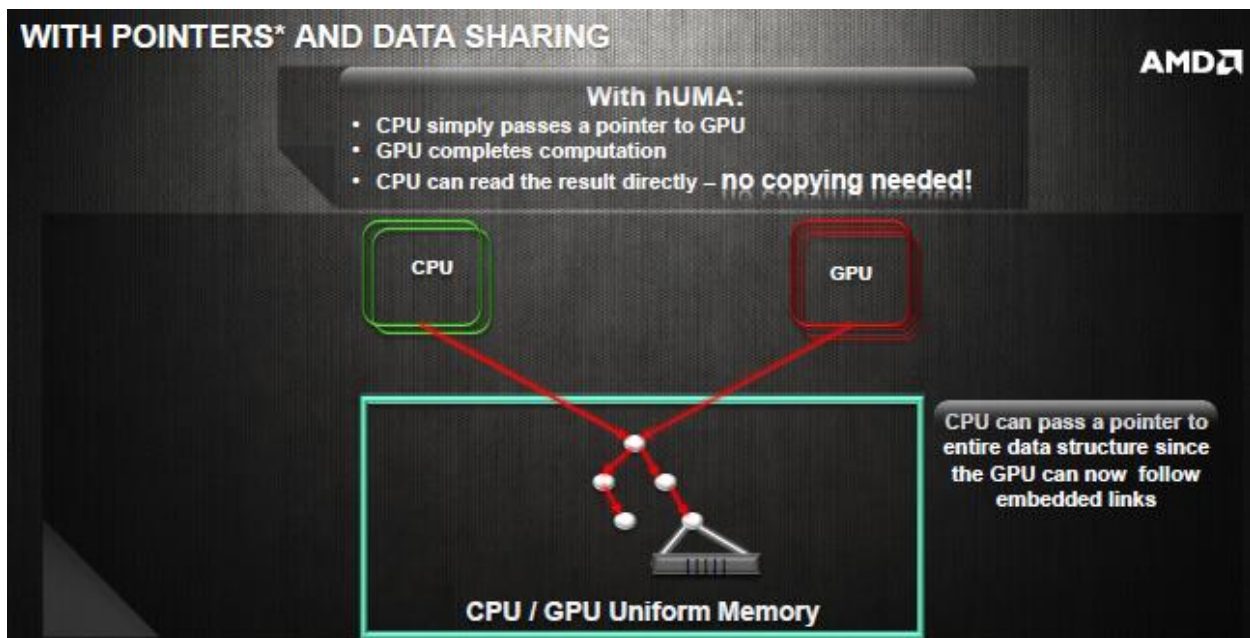 WITH POINTERS* AND DATA SHARING
AMD
With hUMA:
• CPU simply passes a pointer to GPU
• GPU completes computation
• CPU can read the result directly – no copying needed!
CPU
GPU
CPU can pass a pointer to
entire data structure since
the GPU can now follow
embedded links
CPU / GPU Uniform Memory